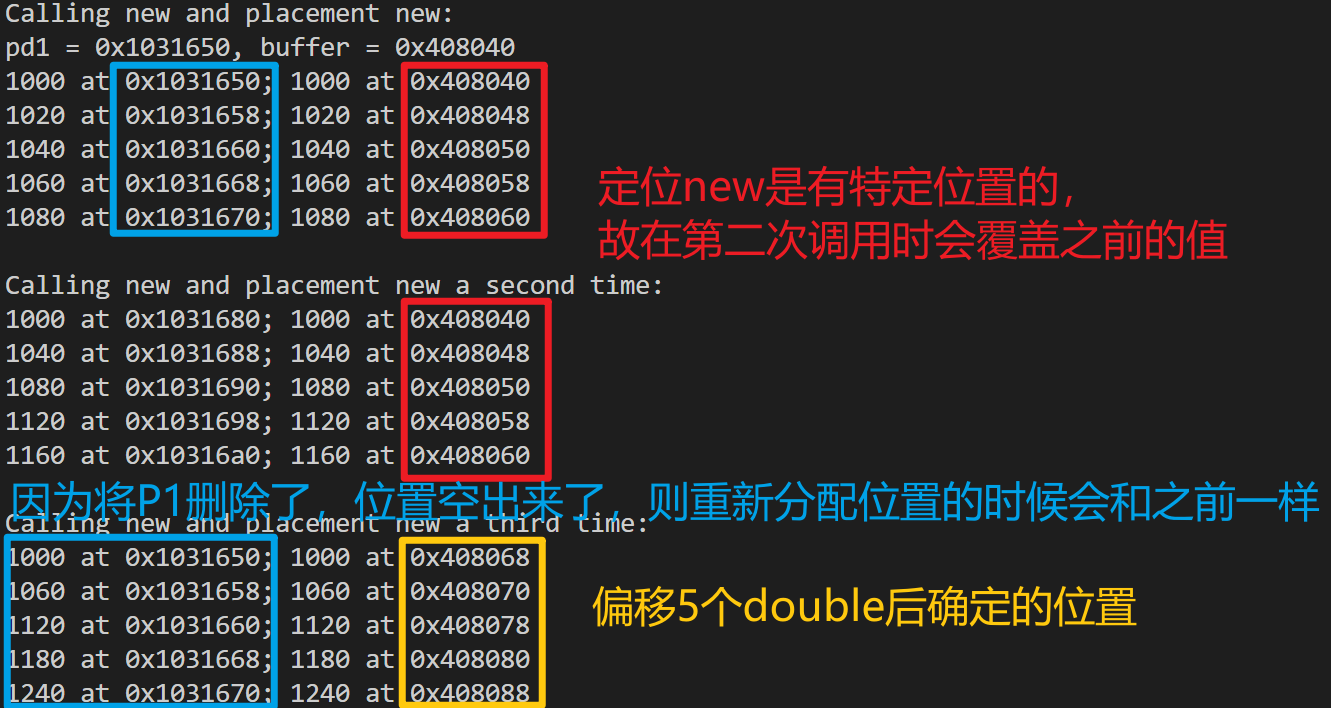 Calling new and placement new:
pd1 = 0x1031650, buffer = 0x408040
1000 at 0x1031650; 1000 at 0x408040
1020 at 0x1031658; 1020 at 0x408048
1040 at 0x1031660; 1040 at 0x408050
1060 at 0x1031668; 1060 at 0x408058
1080 at 0x1031670; 1080 at 0x408060
定位new是有特定位置的，
故在第二次调用时会覆盖之前的值
Calling new and placement new a second time:
1000 at 0x1031680; 1000 at 0x408040
1040 at 0x1031688; 1040 at 0x408048
1080 at 0x1031690; 1080 at 0x408050
1120 at 0x1031698; 1120 at 0x408058
1160 at 0x10316a0; 1160 at 0x408060
因为将P1删除了，位置空出来了，则重新分配位置的时候会和之前一样
Calling new and placement new a third time:
1000 at 0x1031650; 1000 at 0x408068
1060 at 0x1031658; 1060 at 0x408070
1120 at 0x1031660; 1120 at 0x408078
1180 at 0x1031668; 1180 at 0x408080
1240 at 0x1031670; 1240 at 0x408088
偏移5个double后确定的位置